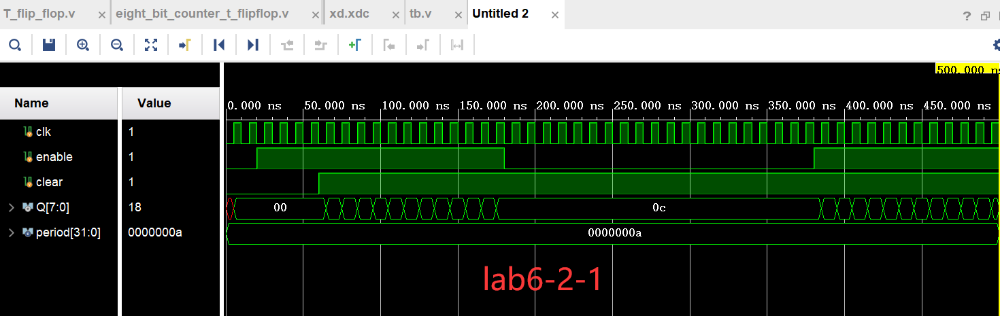 T_flip_flop.v × eight_bit_counter_t_flipflop.v × xd.xdc × tb.v × Untitled 2 ×
?
500.000 ns
Name Value
0.000 ns 50.000 ns 100.000 ns 150.000 ns 200.000 ns 250.000 ns 300.000 ns 350.000 ns 400.000 ns 450.000 ns
clk 1
enable 1
clear 1
Q[7:0] 18 00 0c
period[31:0] 0000000a 0000000a
lab6-2-1